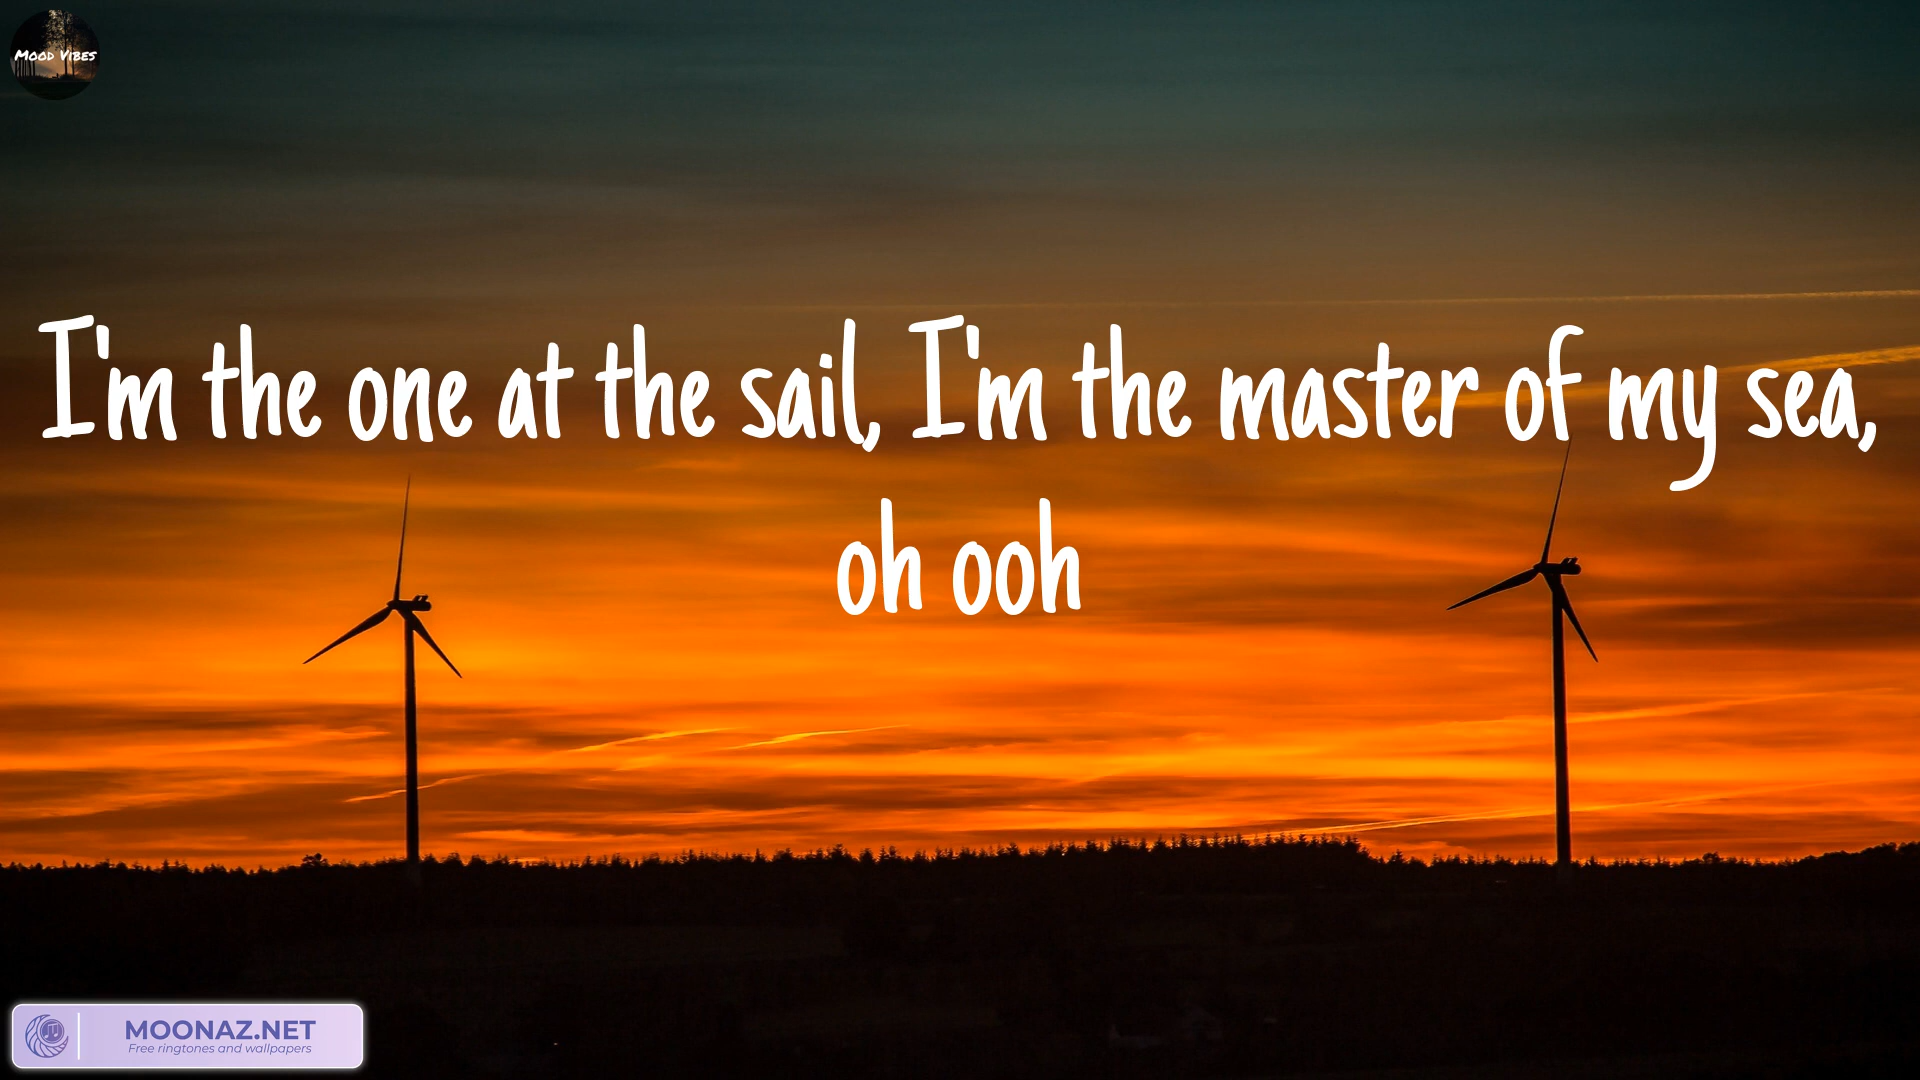 Mood Vibes
I'm the one at the sail, I'm the master of my sea,
oh ooh
MOONAZ.NET
Free ringtones and wallpapers